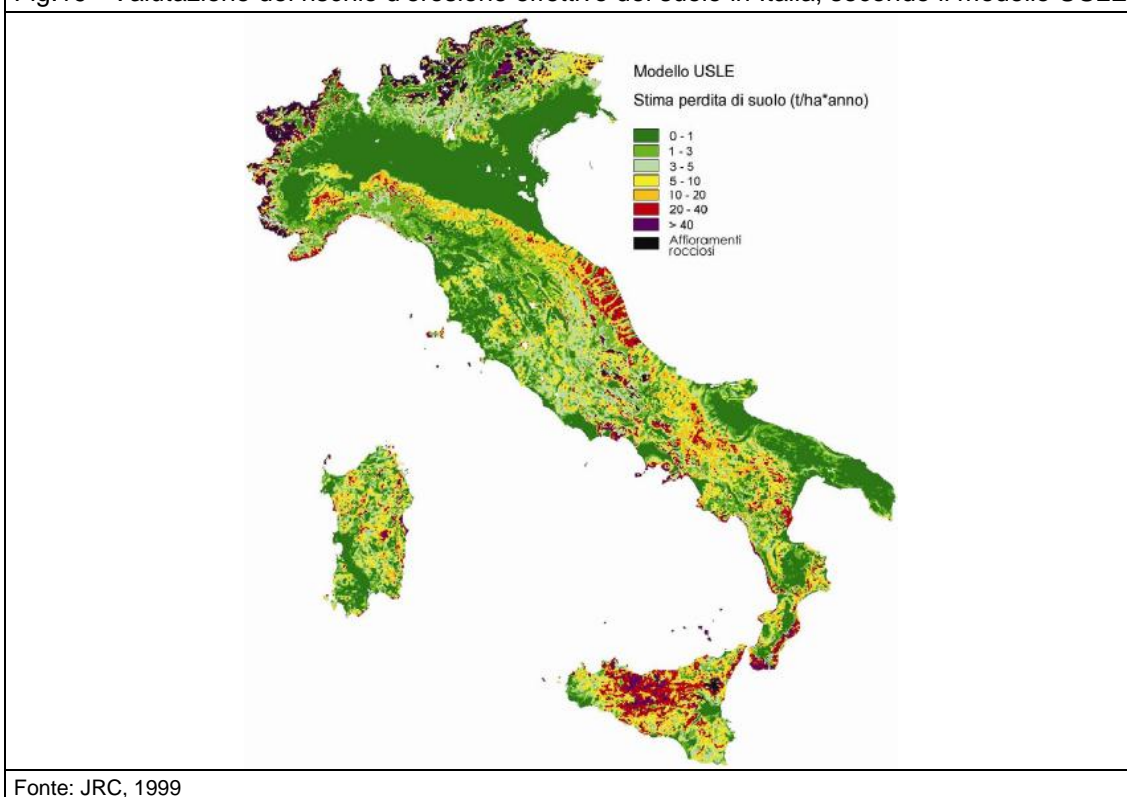 Valutazione del rischio d'erosione effettivo del suolo in Italia, secondo il Modello USLE
Modello USLE
Stima perdita di suolo (t/ha*anno)
0 - 1
1 - 3
3 - 5
5 - 10
10 - 20
20 - 40
> 40
Affioramenti
rocciosi
Fonte: JRC, 1999